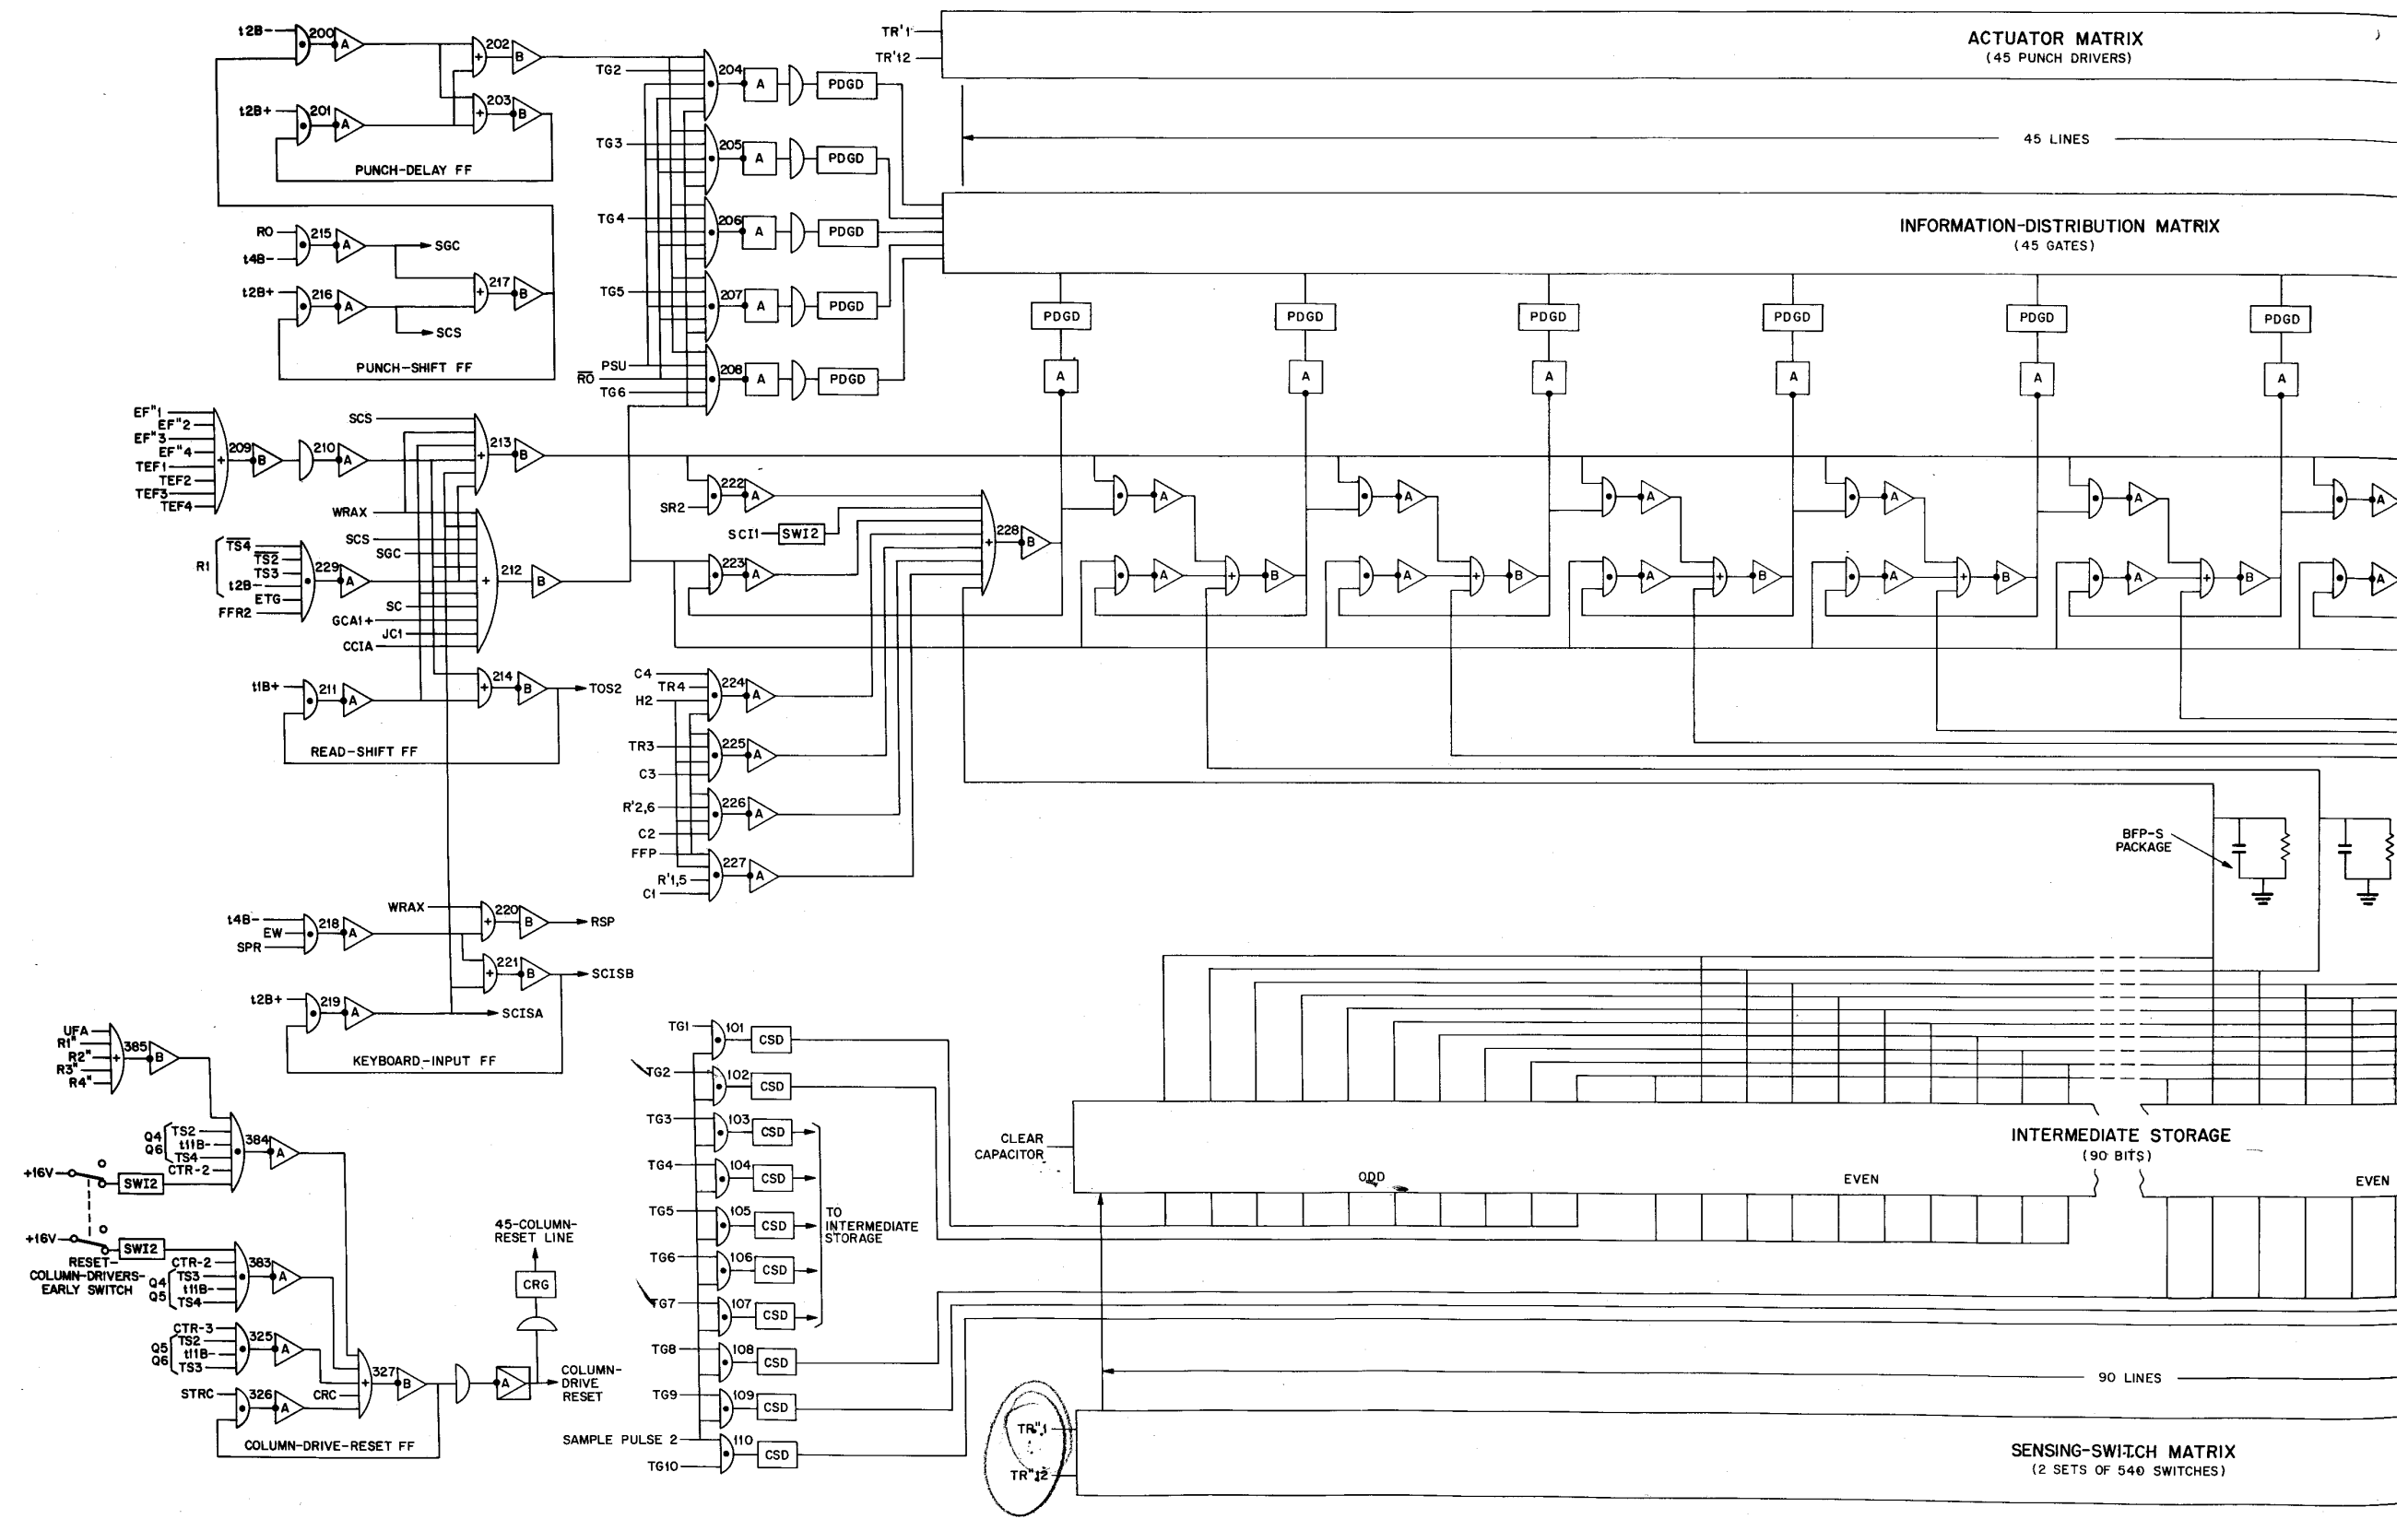 t2B-
200
A
202
+
B
t2B+
201
A
203
+
B
PUNCH-DELAY FF
RO
215
A
SGC
t4B-
217
+
B
t2B+
216
A
SCS
PUNCH-SHIFT FF
TG2
204
A
PDGD
TG3
205
A
PDGD
TG4
206
A
PDGD
TG5
207
A
PDGD
PSU
RO
TG6
208
A
PDGD
TR'1
TR'12
ACTUATOR MATRIX
(45 PUNCH DRIVERS)
45 LINES
INFORMATION-DISTRIBUTION MATRIX
(45 GATES)
PDGD PDGD PDGD PDGD PDGD PDGD
A A A A A A
EF"1
EF"2
EF"3
EF"4
TEF1
TEF2
TEF3
TEF4
+
209
B
210
A
SCS
213
+
B
WRAX
SCS
SGC
SC
GCA1+
JC1
CCIA
+
212
B
R1
TS4
TS2
TS3
t2B-
ETG
FFR2
229
A
t1B+
211
A
214
+
B
TOS2
READ-SHIFT FF
222
A
SR2
SCI1
SWI2
223
A
+
228
B
A A A A A A
A + B A + B A + B A + B A + B A
C4
TR4
H2
224
A
TR3
C3
225
A
R'2,6
C2
226
A
FFP
R'1,5
C1
227
A
BFP-S
PACKAGE
WRAX
220
+
B
RSP
t4B-
EW
SPR
218
A
221
+
B
SCISB
t2B+
219
A
SCISA
KEYBOARD-INPUT FF
UFA
R1"
R2"
R3"
R4"
+
385
B
Q4
Q6
TS2
t11B-
TS4
CTR-2
384
A
+16V
SWI2
+16V
SWI2
RESET-
COLUMN-DRIVERS-
EARLY SWITCH
CTR-2
Q4
Q5
TS3
t11B-
TS4
383
A
CTR-3
Q5
Q6
TS2
t11B-
TS3
325
A
STRC
326
A
CRC
+
327
B
COLUMN-DRIVE-RESET FF
45-COLUMN-
RESET LINE
CRG
A
COLUMN-
DRIVE
RESET
TG1
101
CSD
TG2
102
CSD
TG3
103
CSD
TG4
104
CSD
TG5
105
CSD
TG6
106
CSD
TG7
107
CSD
TG8
108
CSD
TG9
109
CSD
SAMPLE PULSE 2
TG10
110
CSD
TO
INTERMEDIATE
STORAGE
CLEAR
CAPACITOR
INTERMEDIATE STORAGE
(90 BITS)
ODD
EVEN
EVEN
90 LINES
TR"1
TR"12
SENSING-SWITCH MATRIX
(2 SETS OF 540 SWITCHES)